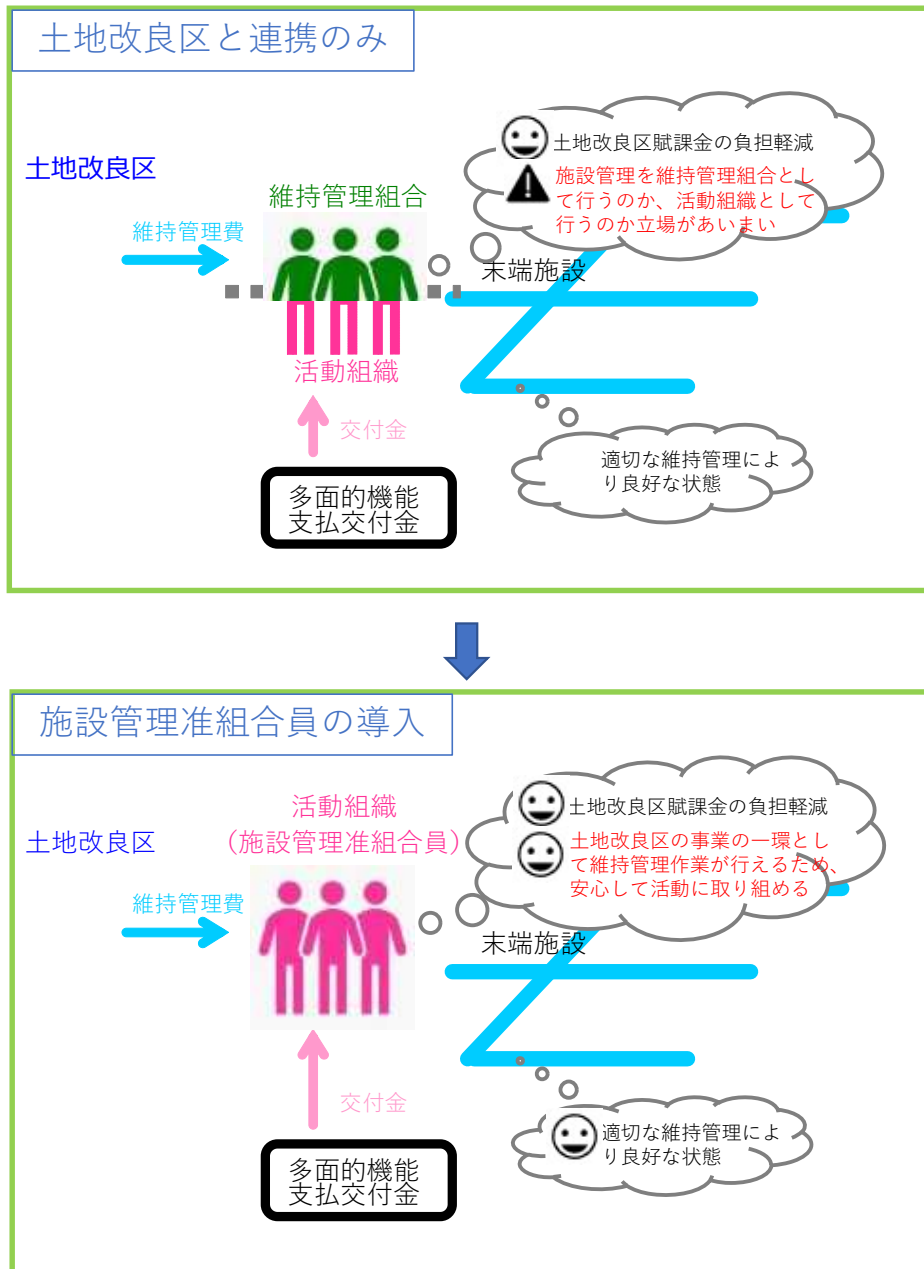 土地改良区と連携のみ
土地改良区
維持管理費
維持管理組合
活動組織
交付金
多面的機能
支払交付金
土地改良区賦課金の負担軽減
施設管理を維持管理組合とし
て行うのか、活動組織として
行うのか立場があいまい
末端施設
適切な維持管理によ
り良好な状態
施設管理准組合員の導入
土地改良区
維持管理費
活動組織
（施設管理准組合員）
交付金
多面的機能
支払交付金
土地改良区賦課金の負担軽減
土地改良区の事業の一環とし
て維持管理作業が行えるため、
安心して活動に取り組める
末端施設
適切な維持管理によ
り良好な状態